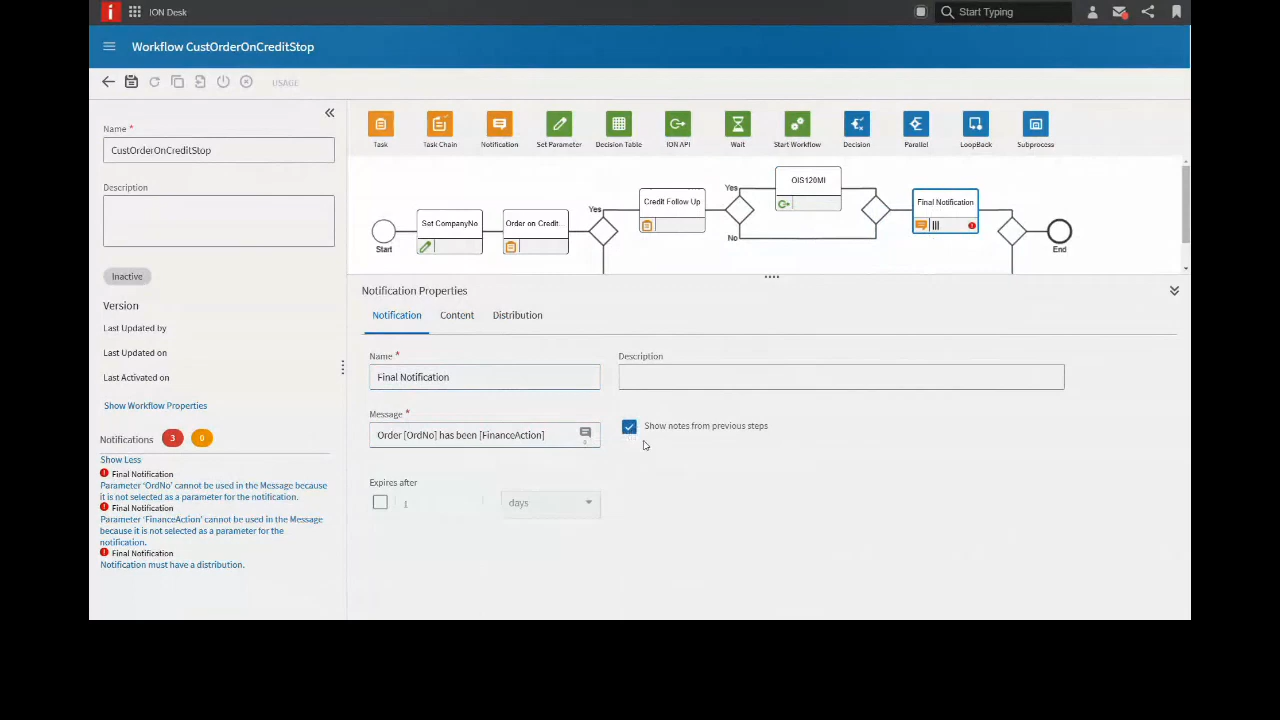 ION Desk
Start Typing
Workflow CustOrderOnCreditStop
USAGE
Name *
CustOrderOnCreditStop
Description
Inactive
Version
Last Updated by
Last Updated on
Last Activated on
Show Workflow Properties
Notifications 3 0
Show Less
Final Notification
Parameter 'OrdNo' cannot be used in the Message because
it is not selected as a parameter for the notification.
Final Notification
Parameter 'FinanceAction' cannot be used in the Message
because it is not selected as a parameter for the
notification.
Final Notification
Notification must have a distribution.
Task Task Chain Notification Set Parameter Decision Table ION API Wait Start Workflow Decision Parallel LoopBack Subprocess
Start
Set CompanyNo
Order on Credit...
Yes
Credit Follow Up
Yes
No
OIS120MI
Final Notification
End
Notification Properties
Notification Content Distribution
Name *
Final Notification
Description
Message *
Order [OrdNo] has been [FinanceAction]
Show notes from previous steps
Expires after
1
days